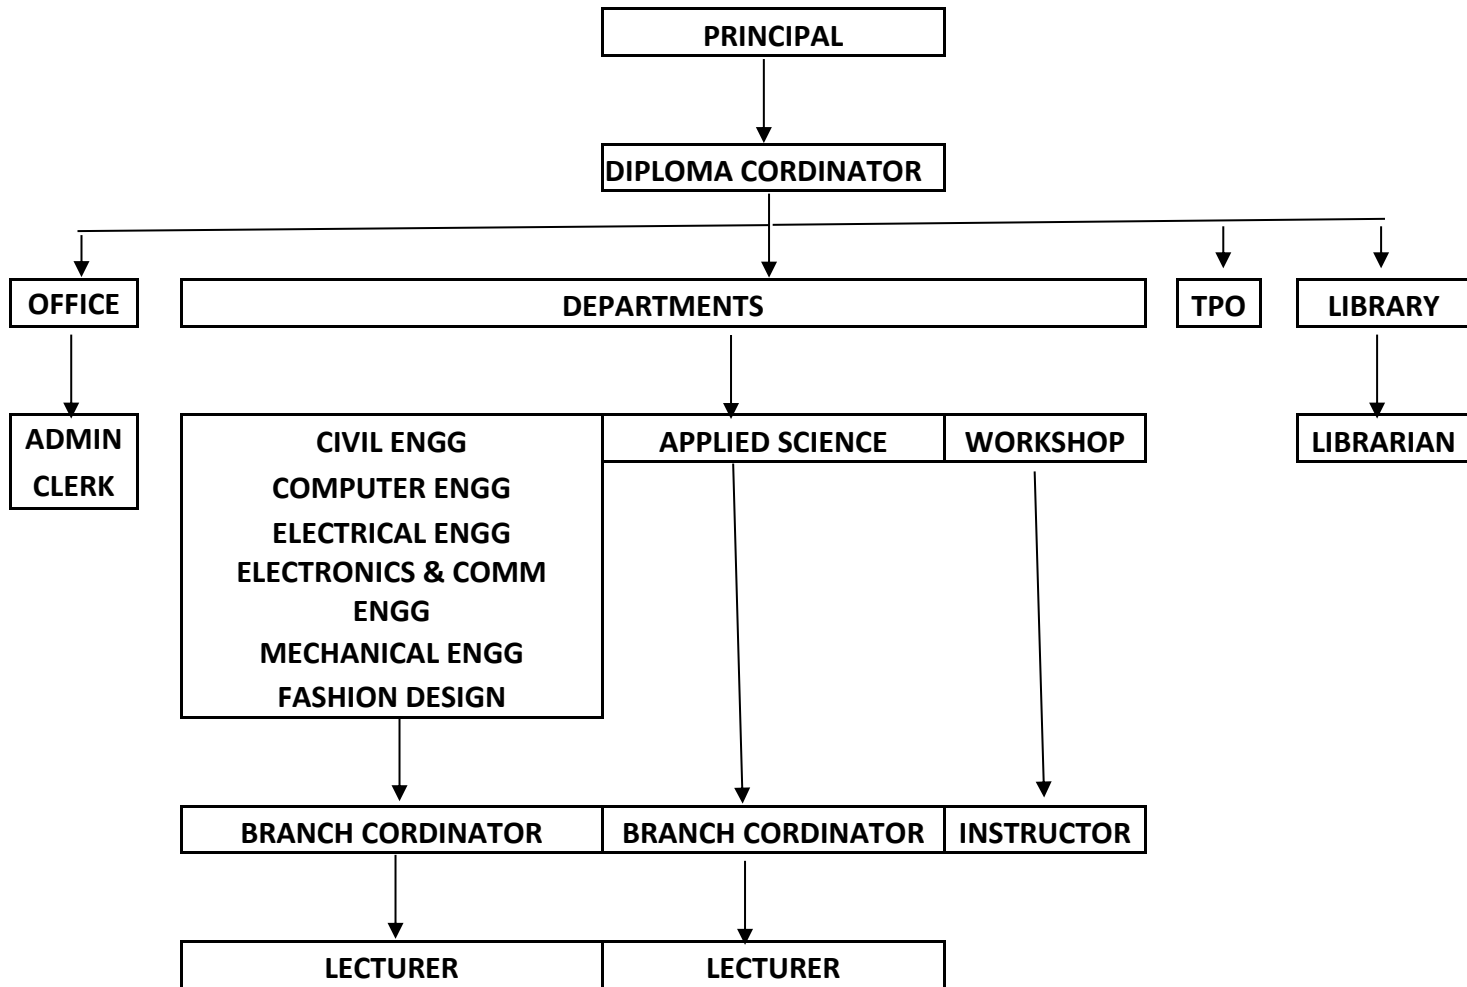 PRINCIPAL
DIPLOMA CORDINATOR
OFFICE
DEPARTMENTS
TPO
LIBRARY
ADMIN
CLERK
CIVIL ENGG
COMPUTER ENGG
ELECTRICAL ENGG
ELECTRONICS & COMM
ENGG
MECHANICAL ENGG
FASHION DESIGN
APPLIED SCIENCE
WORKSHOP
LIBRARIAN
BRANCH CORDINATOR
BRANCH CORDINATOR
INSTRUCTOR
LECTURER
LECTURER